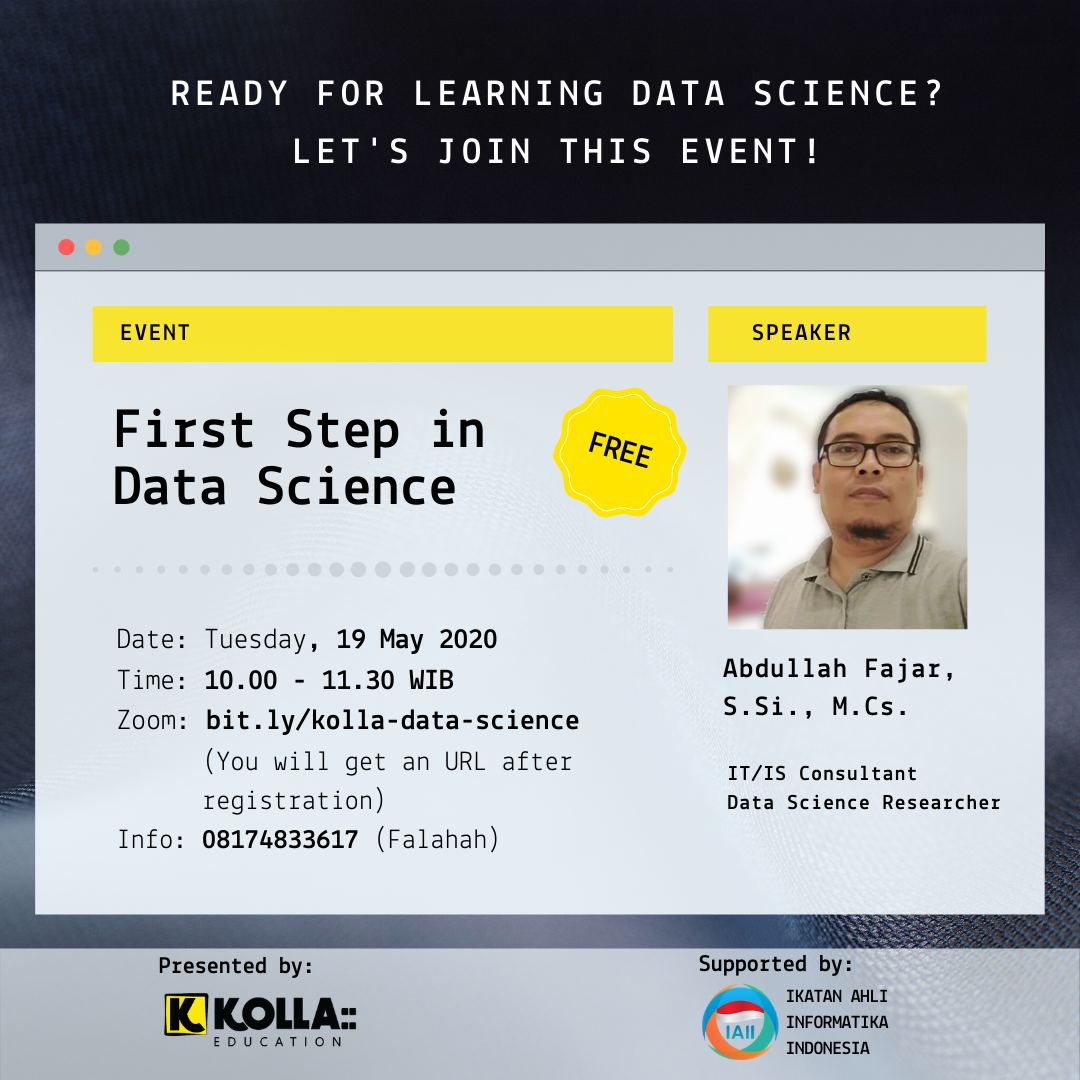 READY FOR LEARNING DATA SCIENCE?
LET'S JOIN THIS EVENT!
EVENT
First Step in
Data Science
FREE
Date: Tuesday, 19 May 2020
Time: 10.00 - 11.30 WIB
Zoom: bit.ly/kolla-data-science
(You will get an URL after
registration)
Info: 08174833617 (Falahah)
SPEAKER
Abdullah Fajar,
S.Si., M.Cs.
IT/IS Consultant
Data Science Researcher
Presented by:
K KOLLA::
EDUCATION
Supported by:
IAII
IKATAN AHLI
INFORMATIKA
INDONESIA